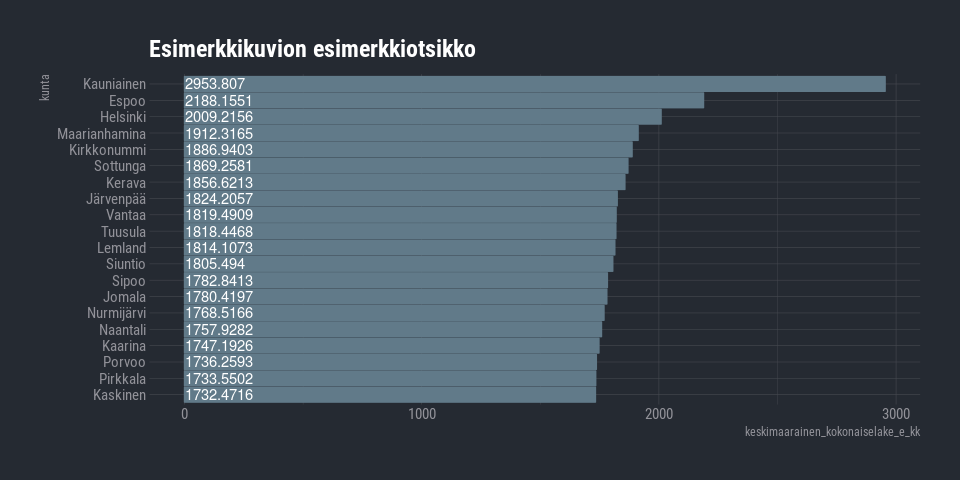 Esimerkkikuvion esimerkkiotsikko
kunta
Kauniainen 2953.807
Espoo 2188.1551
Helsinki 2009.2156
Maarianhamina 1912.3165
Kirkkonummi 1886.9403
Sottunga 1869.2581
Kerava 1856.6213
Järvenpää 1824.2057
Vantaa 1819.4909
Tuusula 1818.4468
Lemland 1814.1073
Siuntio 1805.494
Sipoo 1782.8413
Jomala 1780.4197
Nurmijärvi 1768.5166
Naantali 1757.9282
Kaarina 1747.1926
Porvoo 1736.2593
Pirkkala 1733.5502
Kaskinen 1732.4716
0 1000 2000 3000
keskimaarainen_kokonaiselake_e_kk